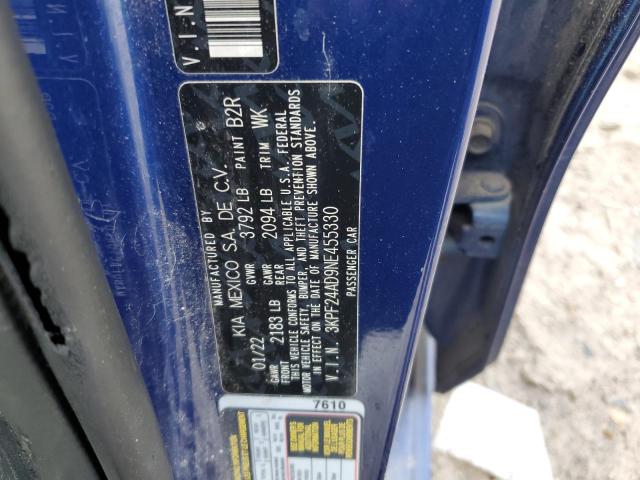 V.I.N
MANUFACTURED BY
KIA MEXICO S.A. DE C.V.
01/22 GVWR 3792 LB PAINT B2R
GAWR FRONT 2183 LB GAWR REAR 2094 LB TRIM WK
THIS VEHICLE CONFORMS TO ALL APPLICABLE U.S.A. FEDERAL
MOTOR VEHICLE SAFETY, BUMPER, AND THEFT PREVENTION STANDARDS
IN EFFECT ON THE DATE OF MANUFACTURE SHOWN ABOVE.
V.I.N. 3KPF24AD9NE455330
PASSENGER CAR
7610